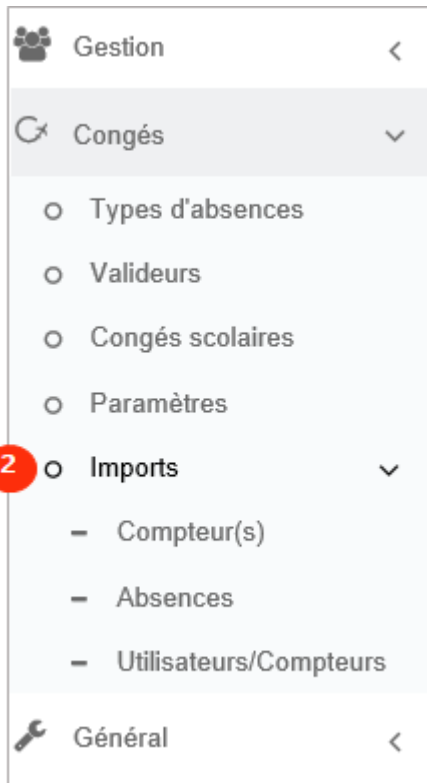 Gestion
Congés
Types d'absences
Valideurs
Congés scolaires
Paramètres
2 Imports
Compteur(s)
Absences
Utilisateurs/Compteurs
Général